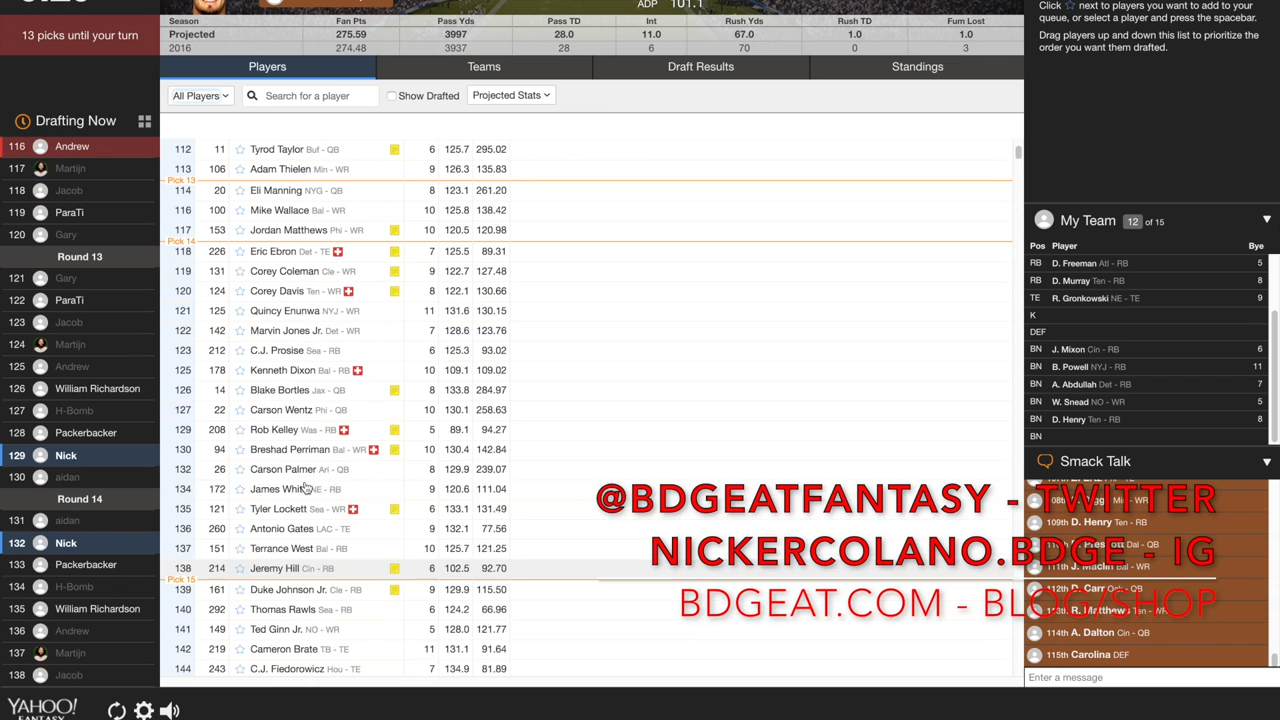 ADP 101.1
Season Fan Pts Pass Yds Pass TD Int Rush Yds Rush TD Fum Lost
Projected 275.59 3997 28.0 11.0 67.0 1.0 1.0
2016 274.48 3937 28 6 70 0 3
13 picks until your turn
Players Teams Draft Results Standings
All Players Search for a player Show Drafted Projected Stats
Click next to players you want to add to your
queue, or select a player and press the spacebar.
Drag players up and down this list to prioritize the
order you want them drafted.
Drafting Now
116 Andrew
117 Martijn
118 Jacob
119 ParaTi
120 Gary
Round 13
121 Gary
122 ParaTi
123 Jacob
124 Martijn
125 Andrew
126 William Richardson
127 H-Bomb
128 Packerbacker
129 Nick
130 aidan
Round 14
131 aidan
132 Nick
133 Packerbacker
134 H-Bomb
135 William Richardson
136 Andrew
137 Martijn
138 Jacob
YAHOO!
FANTASY
112 11 Tyrod Taylor Buf - QB 6 125.7 295.02
113 106 Adam Thielen Min - WR 9 126.3 135.83
Pick 13
114 20 Eli Manning NYG - QB 8 123.1 261.20
116 100 Mike Wallace Bal - WR 10 125.8 138.42
117 153 Jordan Matthews Phi - WR 10 120.5 120.98
Pick 14
118 226 Eric Ebron Det - TE 7 125.5 89.31
119 131 Corey Coleman Cle - WR 9 122.7 127.48
120 124 Corey Davis Ten - WR 8 122.1 130.66
121 125 Quincy Enunwa NYJ - WR 11 131.6 130.15
122 142 Marvin Jones Jr. Det - WR 7 128.6 123.76
123 212 C.J. Prosise Sea - RB 6 125.3 93.02
125 178 Kenneth Dixon Bal - RB 10 109.1 109.02
126 14 Blake Bortles Jax - QB 8 133.8 284.97
127 22 Carson Wentz Phi - QB 10 130.1 258.63
129 208 Rob Kelley Was - RB 5 89.1 94.27
130 94 Breshad Perriman Bal - WR 10 130.4 142.84
132 26 Carson Palmer Ari - QB 8 129.9 239.07
134 172 James White NE - RB 9 120.6 111.04
135 121 Tyler Lockett Sea - WR 6 133.1 131.49
136 260 Antonio Gates LAC - TE 9 132.1 77.56
137 151 Terrance West Bal - RB 10 125.7 121.25
138 214 Jeremy Hill Cin - RB 6 102.5 92.70
Pick 15
139 161 Duke Johnson Jr. Cle - RB 9 129.9 115.50
140 292 Thomas Rawls Sea - RB 6 124.2 66.96
141 149 Ted Ginn Jr. NO - WR 5 128.0 121.77
142 219 Cameron Brate TB - TE 11 131.1 91.64
144 243 C.J. Fiedorowicz Hou - TE 7 134.9 81.89
My Team 12 of 15
Pos Player Bye
RB D. Freeman Atl - RB 5
RB D. Murray Ten - RB 8
TE R. Gronkowski NE - TE 9
K
DEF
BN J. Mixon Cin - RB 6
BN B. Powell NYJ - RB 11
BN A. Abdullah Det - RB 7
BN W. Snead NO - WR 5
BN D. Henry Ten - RB 8
BN
Smack Talk
109th D. Henry Ten - RB
Dal - QB
111th J. Maclin Bal - WR
112th D. Carr
R. Matthews
114th A. Dalton Cin - QB
115th Carolina DEF
Enter a message
@BDGEATFANTASY - TWITTER
NICKERCOLANO.BDGE - IG
BDGEAT.COM - BLOG/SHOP